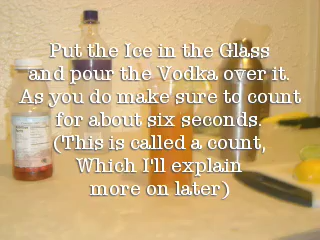 Put the Ice in the Glass
and pour the Vodka over it.
As you do make sure to count
for about six seconds.
(This is called a count,
Which I'll explain
more on later)